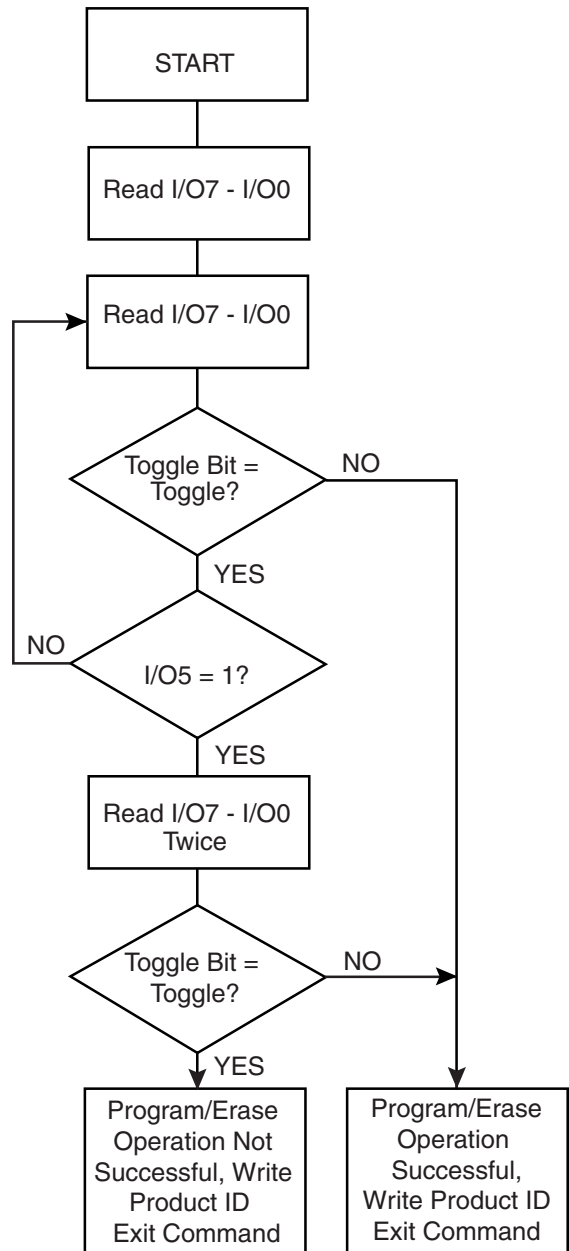 START
Read I/O7 - I/O0
Read I/O7 - I/O0
Toggle Bit =
Toggle?
NO
YES
NO
I/O5 = 1?
YES
Read I/O7 - I/O0
Twice
Toggle Bit =
Toggle?
NO
YES
Program/Erase
Operation Not
Successful, Write
Product ID
Exit Command
Program/Erase
Operation
Successful,
Write Product ID
Exit Command